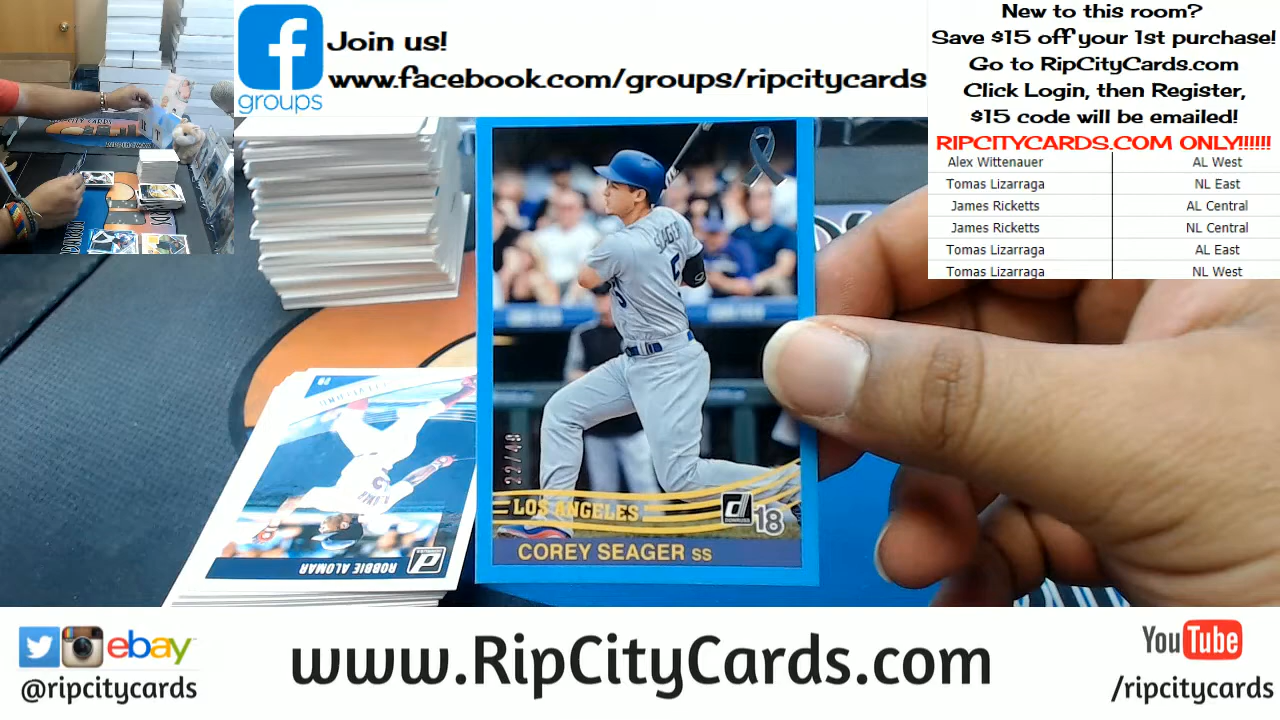 groups
Join us!
www.facebook.com/groups/ripcitycards
New to this room?
Save $15 off your 1st purchase!
Go to RipCityCards.com
Click Login, then Register,
$15 code will be emailed!
RIPCITYCARDS.COM ONLY!!!!!!
Alex Wittenauer AL West
Tomas Lizarraga NL East
James Ricketts AL Central
James Ricketts NL Central
Tomas Lizarraga AL East
Tomas Lizarraga NL West
SEAGER
5
22/49
LOS ANGELES
DONRUSS
18
COREY SEAGER SS
ROBBIE ALOMAR
ebay
@ripcitycards
www.RipCityCards.com
YouTube
/ripcitycards